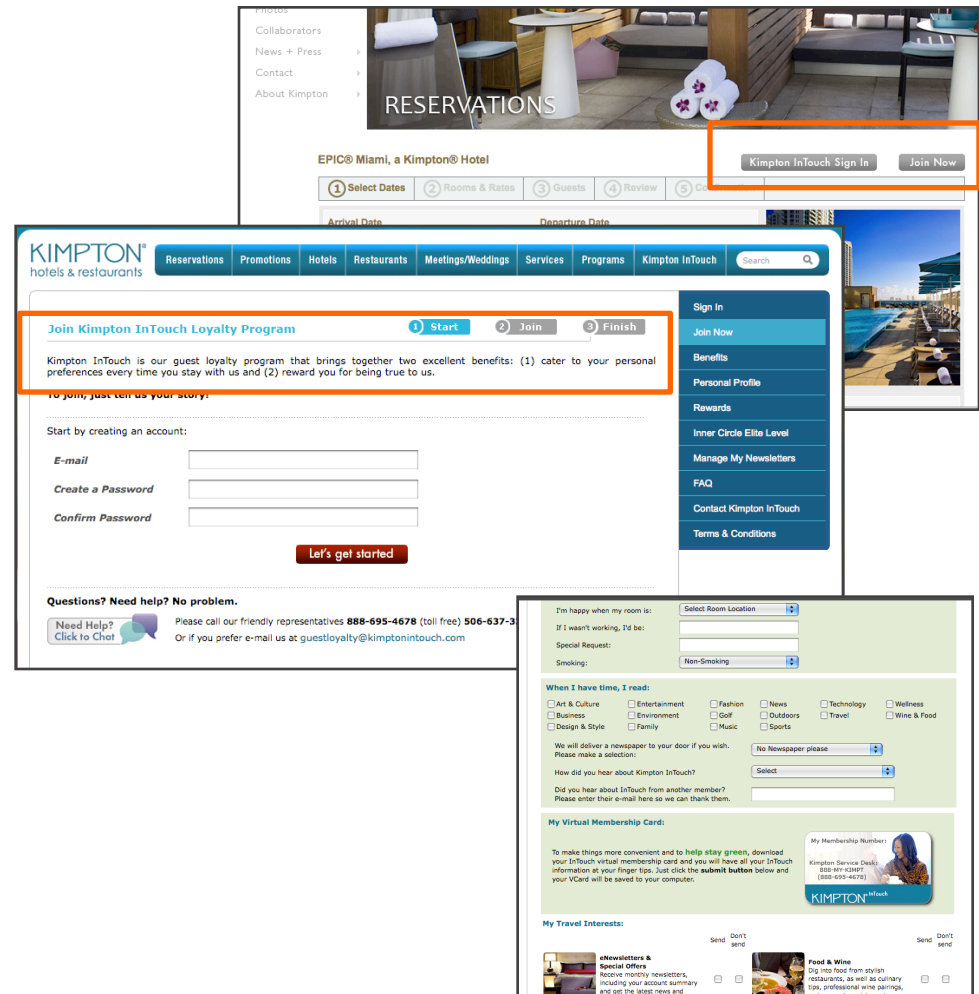 Photos
Collaborators
News + Press
Contact
About Kimpton
RESERVATIONS
EPIC® Miami, a Kimpton® Hotel
Kimpton InTouch Sign In
Join Now
1 Select Dates
2 Rooms & Rates
3 Guests
4 Review
5
Arrival Date
Departure Date
KIMPTON®
hotels & restaurants
Reservations
Promotions
Hotels
Restaurants
Meetings/Weddings
Services
Programs
Kimpton InTouch
Search
Join Kimpton InTouch Loyalty Program
1 Start
2 Join
3 Finish
Kimpton InTouch is our guest loyalty program that brings together two excellent benefits: (1) cater to your personal
preferences every time you stay with us and (2) reward you for being true to us.
To join, just tell us your story!
Start by creating an account:
E-mail
Create a Password
Confirm Password
Let's get started
Questions? Need help? No problem.
Need Help?
Click to Chat
Please call our friendly representatives 888-695-4678 (toll free) 506-637-3
Or if you prefer e-mail us at guestloyalty@kimptonintouch.com
Sign In
Join Now
Benefits
Personal Profile
Rewards
Inner Circle Elite Level
Manage My Newsletters
FAQ
Contact Kimpton InTouch
Terms & Conditions
I'm happy when my room is:
Select Room Location
If I wasn't working, I'd be:
Special Request:
Smoking:
Non-Smoking
When I have time, I read:
Art & Culture
Entertainment
Fashion
News
Technology
Wellness
Business
Environment
Golf
Outdoors
Travel
Wine & Food
Design & Style
Family
Music
Sports
We will deliver a newspaper to your door if you wish.
Please make a selection:
No Newspaper please
How did you hear about Kimpton InTouch?
Select
Did you hear about InTouch from another member?
Please enter their e-mail here so we can thank them.
My Virtual Membership Card:
To make things more convenient and to help stay green, download
your InTouch virtual membership card and you will have all your InTouch
information at your finger tips. Just click the submit button below and
your VCard will be saved to your computer.
My Membership Number:
Kimpton Service Desk:
888-MY-KIMPT
(888-695-4678)
KIMPTON® InTouch
My Travel Interests:
Send
Don't
send
Send
Don't
send
eNewsletters &
Special Offers
Receive monthly newsletters,
including your account summary
and get the latest news and
Food & Wine
Dig into food from stylish
restaurants, as well as culinary
tips, professional wine pairings,